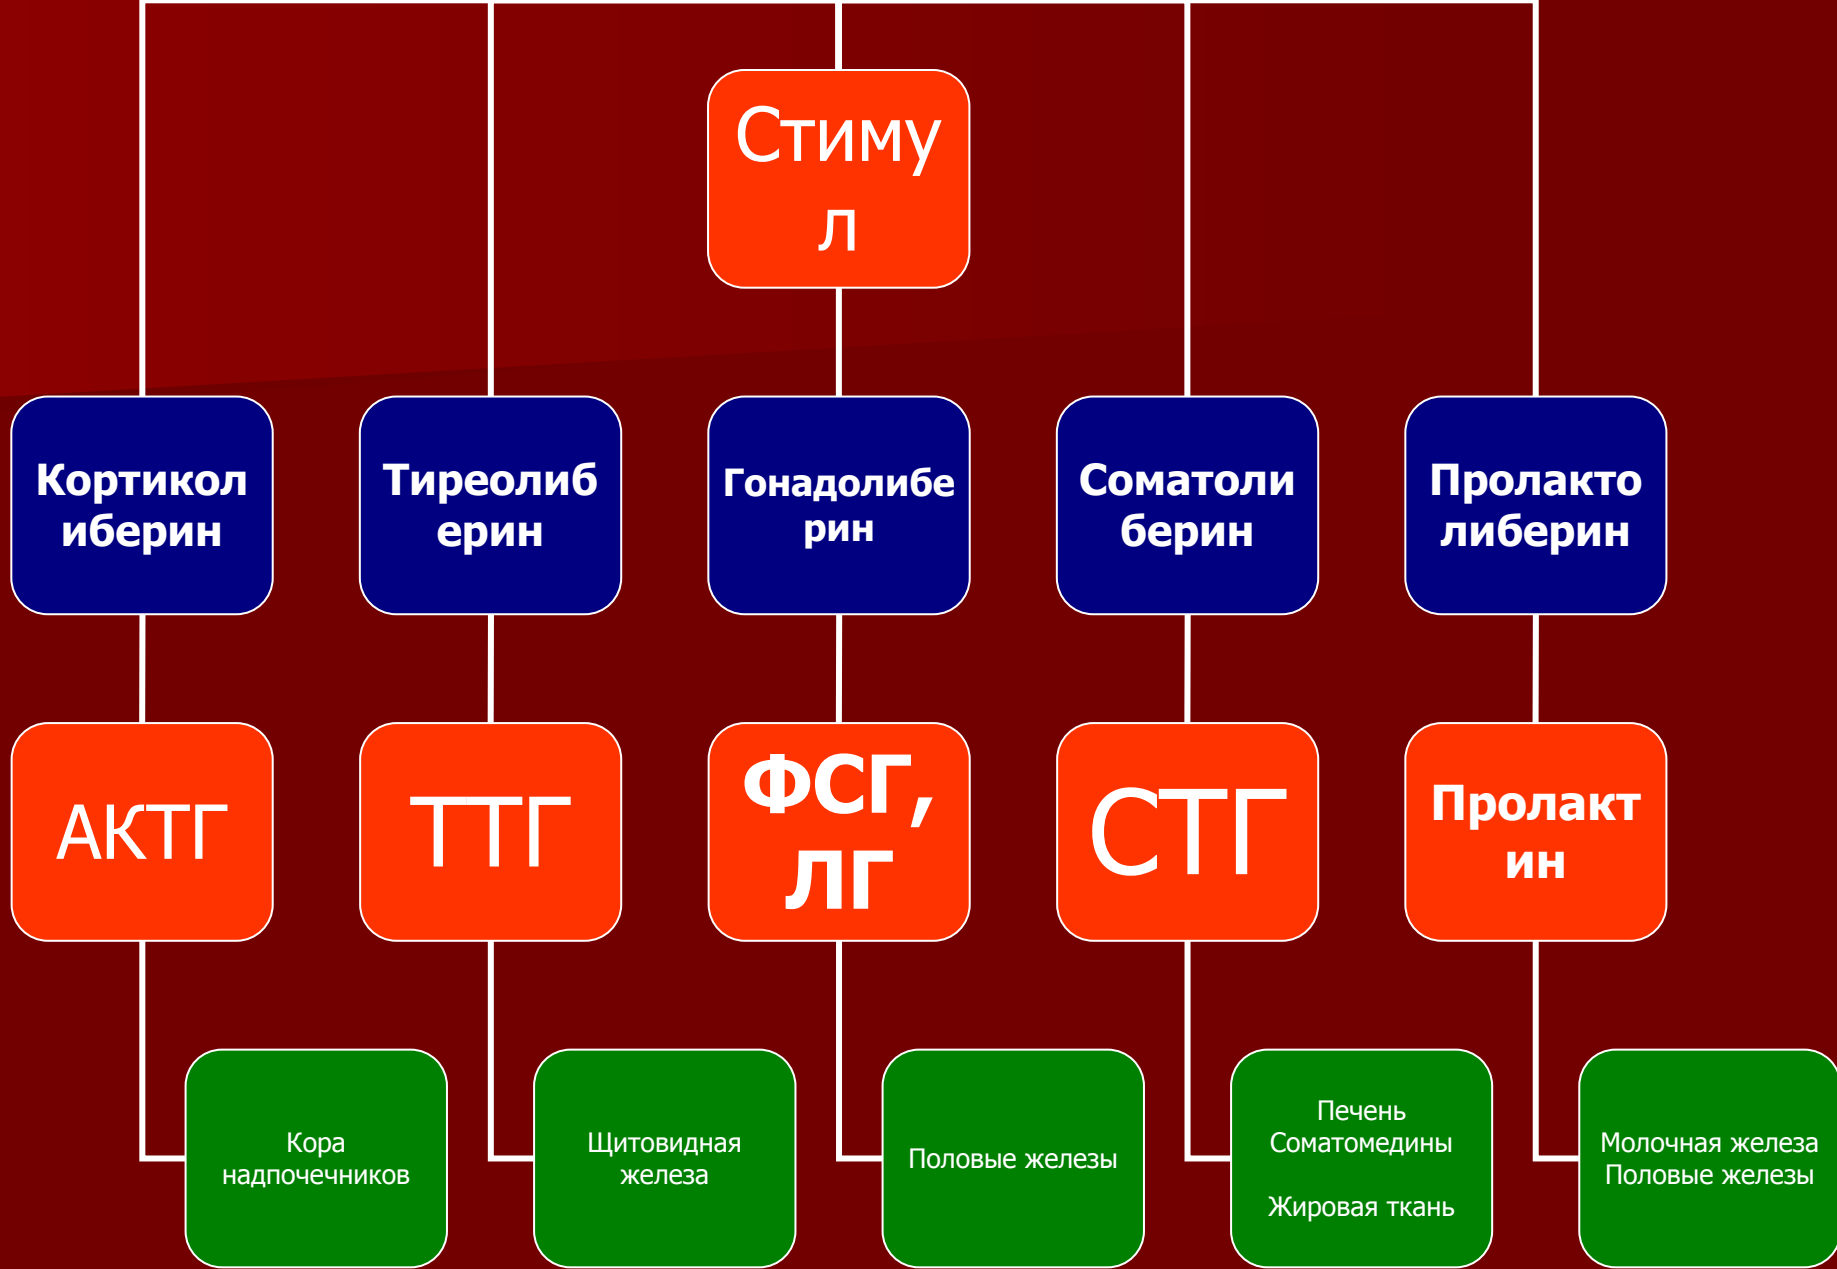 Стиму
л
Кортикол
иберин
Тиреолиб
ерин
Гонадолибе
рин
Соматоли
берин
Пролакто
либерин
АКТГ
ТТГ
ФСГ,
ЛГ
СТГ
Пролакт
ин
Кора
надпочечников
Щитовидная
железа
Половые железы
Печень
Соматомедины
Жировая ткань
Молочная железа
Половые железы